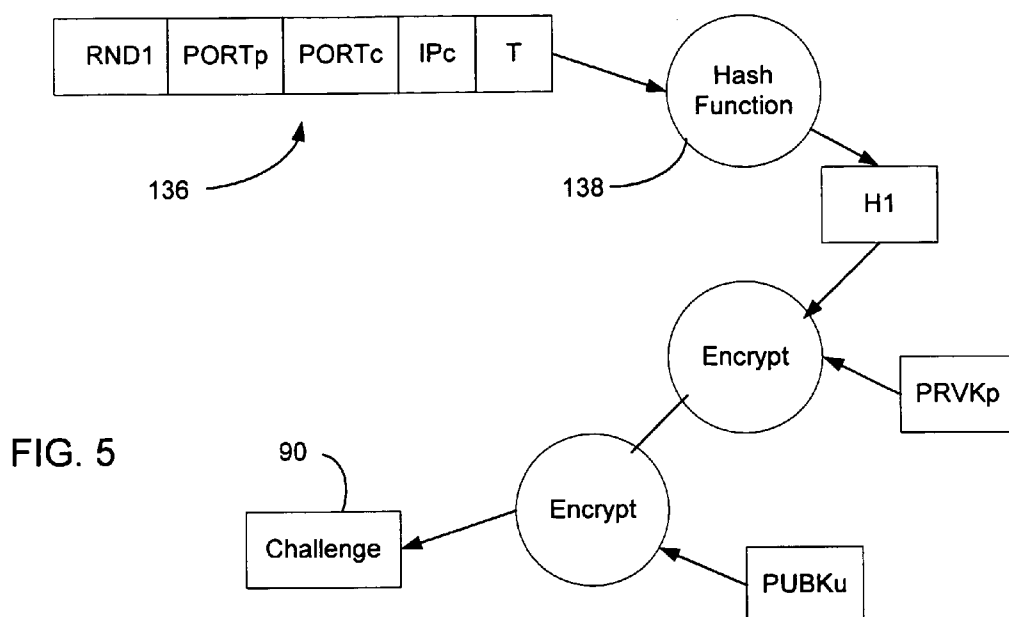 RND1 PORTp PORTc IPc T
Hash
Function
136
138
H1
Encrypt
PRVKp
FIG. 5
90
Encrypt
Challenge
PUBKu